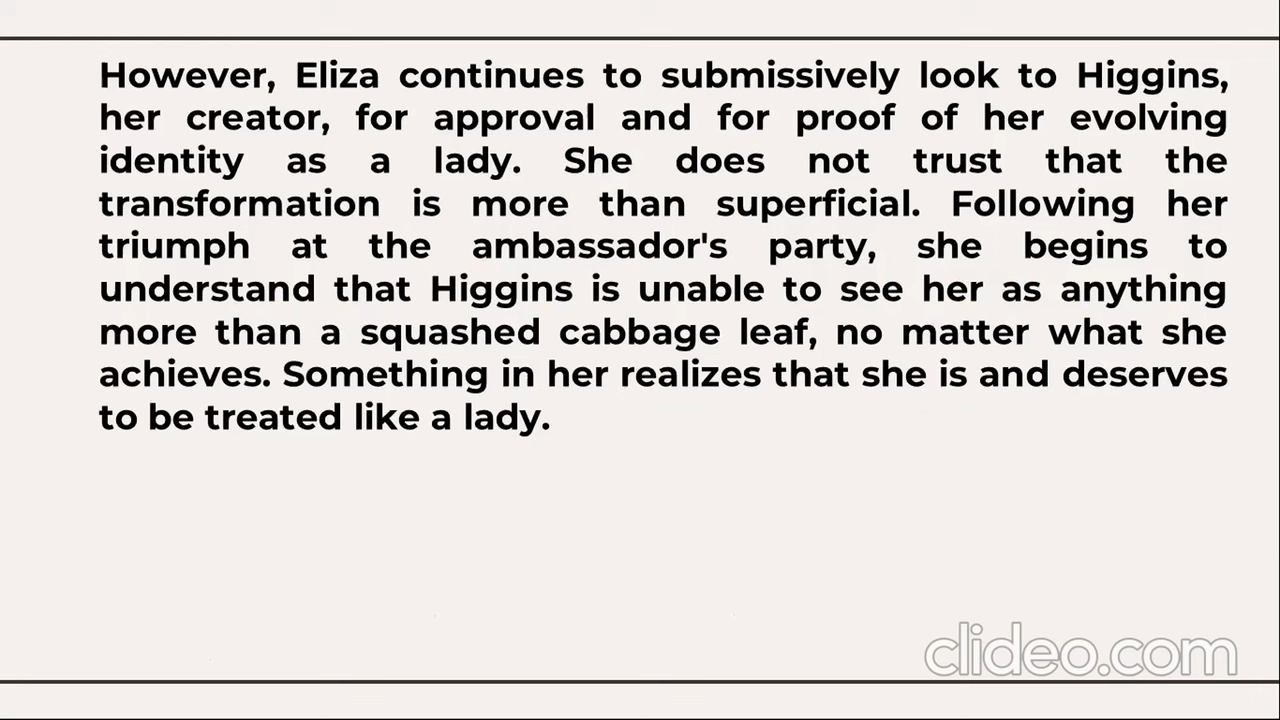 However, Eliza continues to submissively look to Higgins,
her creator, for approval and for proof of her evolving
identity as a lady. She does not trust that the
transformation is more than superficial. Following her
triumph at the ambassador's party, she begins to
understand that Higgins is unable to see her as anything
more than a squashed cabbage leaf, no matter what she
achieves. Something in her realizes that she is and deserves
to be treated like a lady.
clideo.com